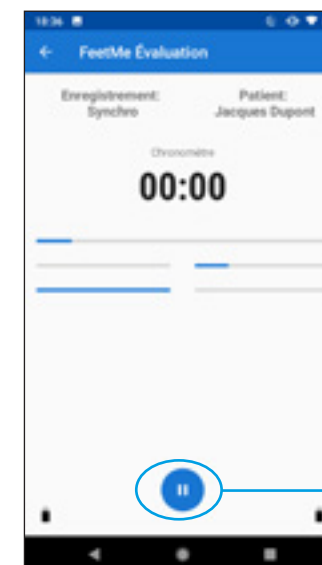 18:36
FeetMe Évaluation
Enregistrement: Patient:
Synchro Jacques Dupont
Chronomètre
00:00